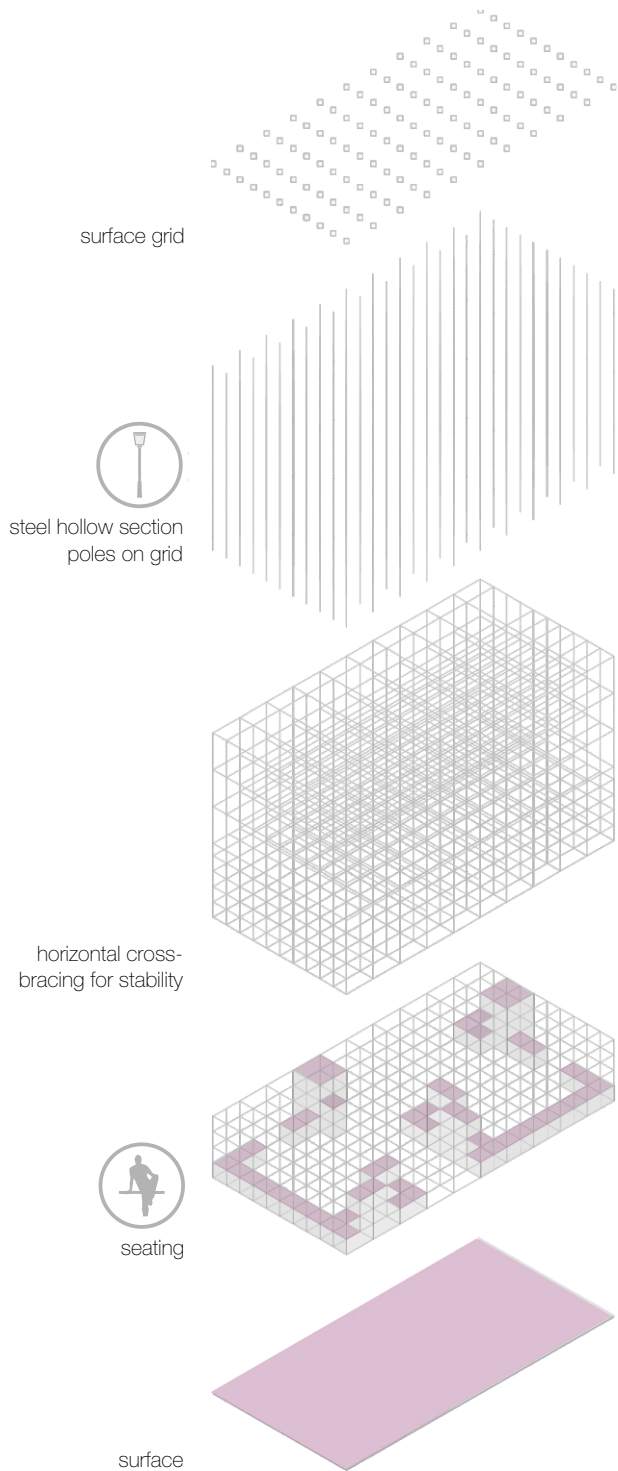 surface grid
steel hollow section
poles on grid
horizontal cross-
bracing for stability
seating
surface